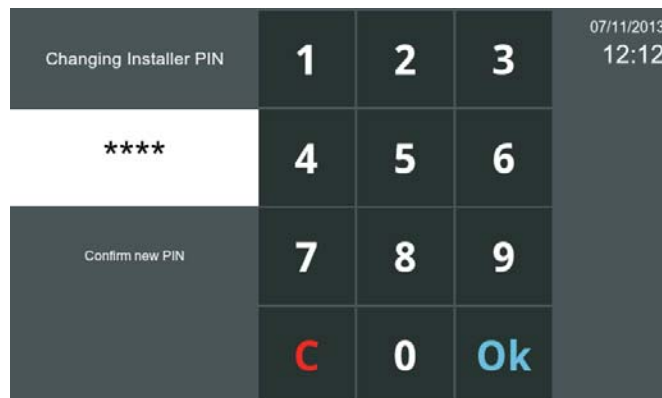 Changing Installer PIN
****
Confirm new PIN
1 2 3
4 5 6
7 8 9
C 0 Ok
07/11/2013
12:12